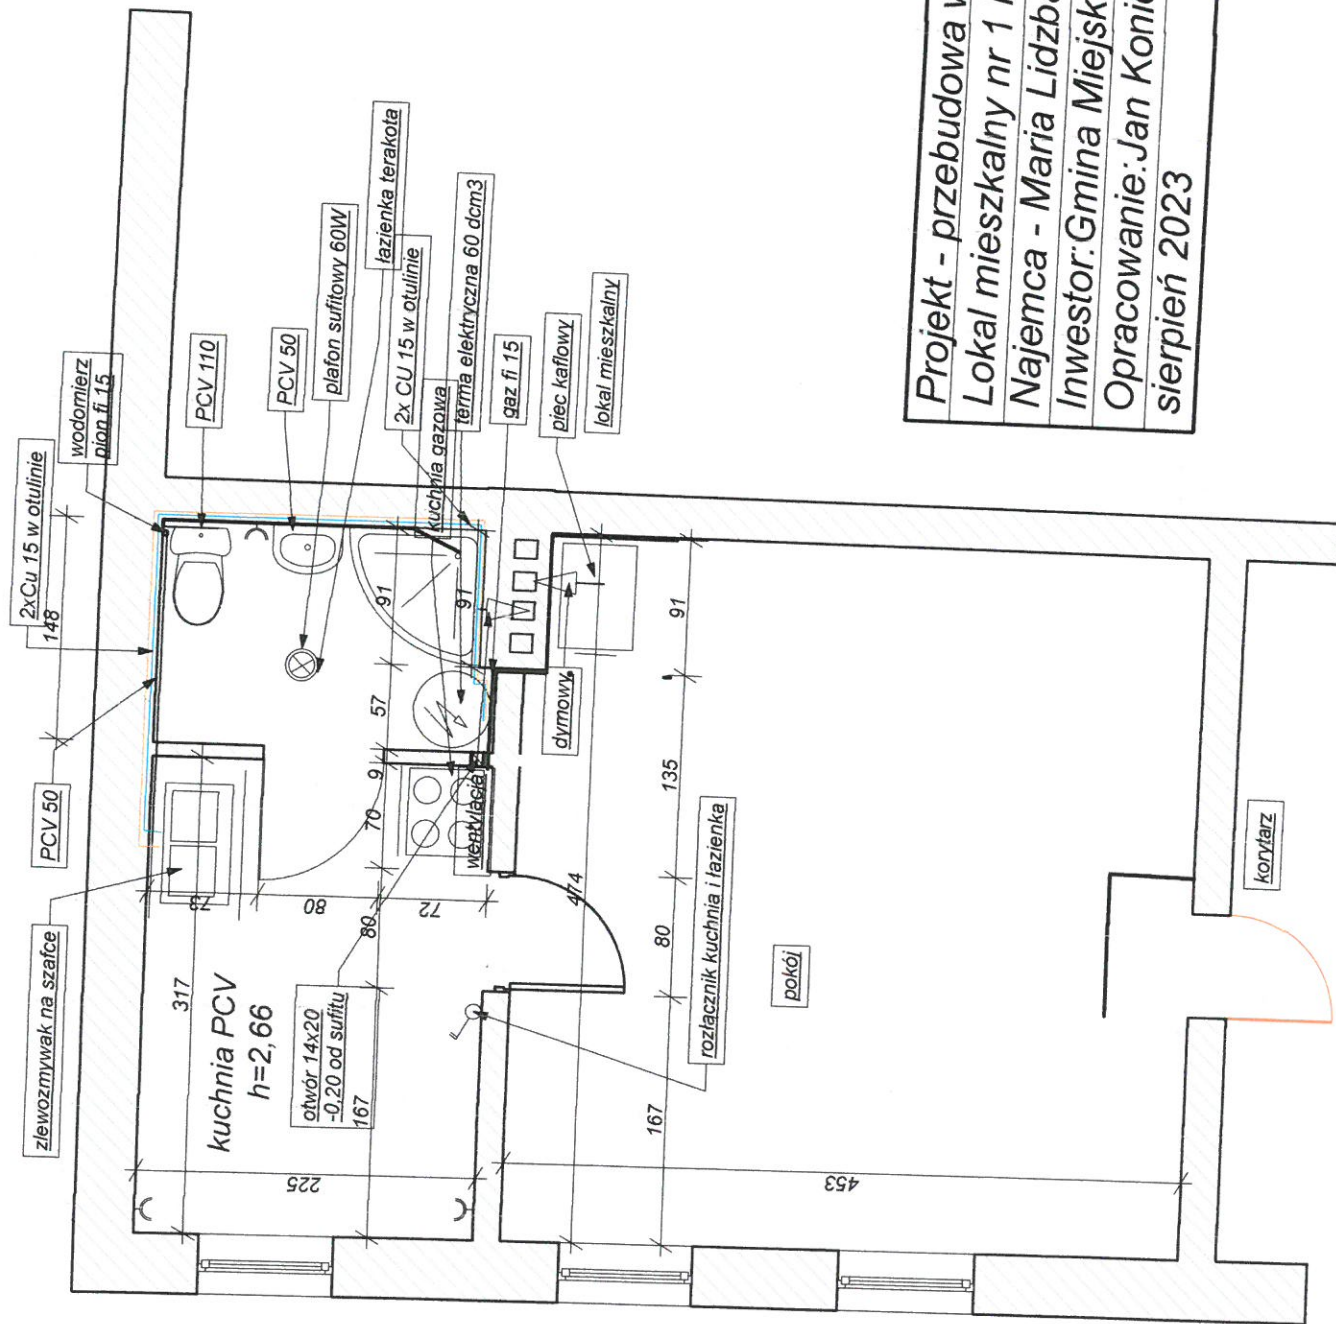 2xCu 15 w otulinie
148
wodomierz
pion fi 15
PCV 110
PCV 50
plafon sufitowy 60W
łazienka terakota
2x CU 15 w otulinie
kuchnia gazowa
terma elektryczna 60 dcm3
gaz fi 15
piec kaflowy
lokal mieszkalny
PCV 50
zlewozmywak na szafce
91
91
57
9
70
80
73
80
72
317
kuchnia PCV
h=2,66
otwór 14x20
-0,20 od sufitu
167
225
wentylacja
dymowy
474
91
135
80
167
453
rozłącznik kuchnia i łazienka
pokój
korytarz
Projekt - przebudowa
Lokal mieszkalny nr 1
Najemca - Maria
Inwestor:Gmina
Opracowanie:Jan
sierpień 2023